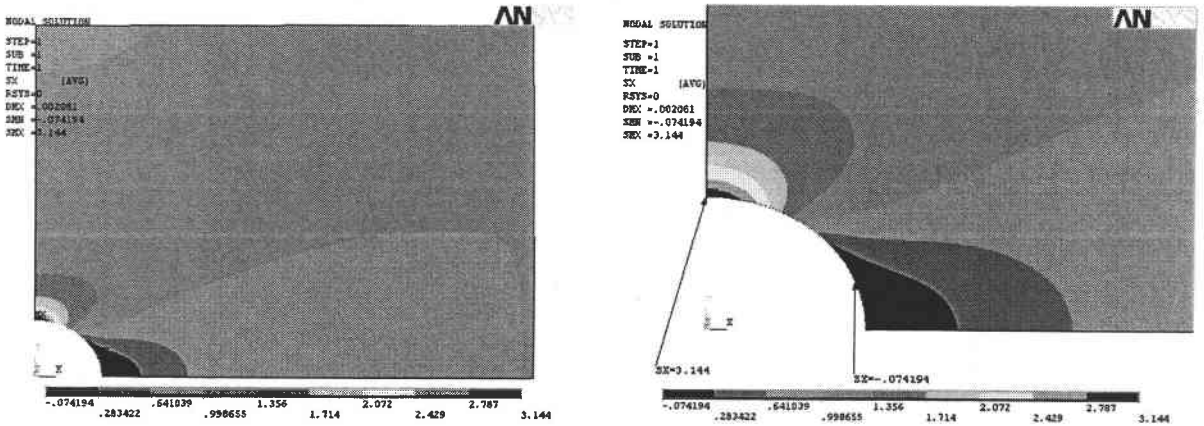 AN
NODAL SOLUTION
STEP=1
SUB =1
TIME=1
SX (AVG)
RSYS=0
DMX =.002081
SMN =-.074194
SMX =3.144
-.074194 .641039 1.356 2.072 2.787
.283422 .998655 1.714 2.429 3.144
AN
NODAL SOLUTION
STEP=1
SUB =1
TIME=1
SX (AVG)
RSYS=0
DMX =.002081
SMN =-.074194
SMX =3.144
X
SX=3.144
SX=-.074194
-.074194 .641039 1.356 2.072 2.787
.283422 .998655 1.714 2.429 3.144